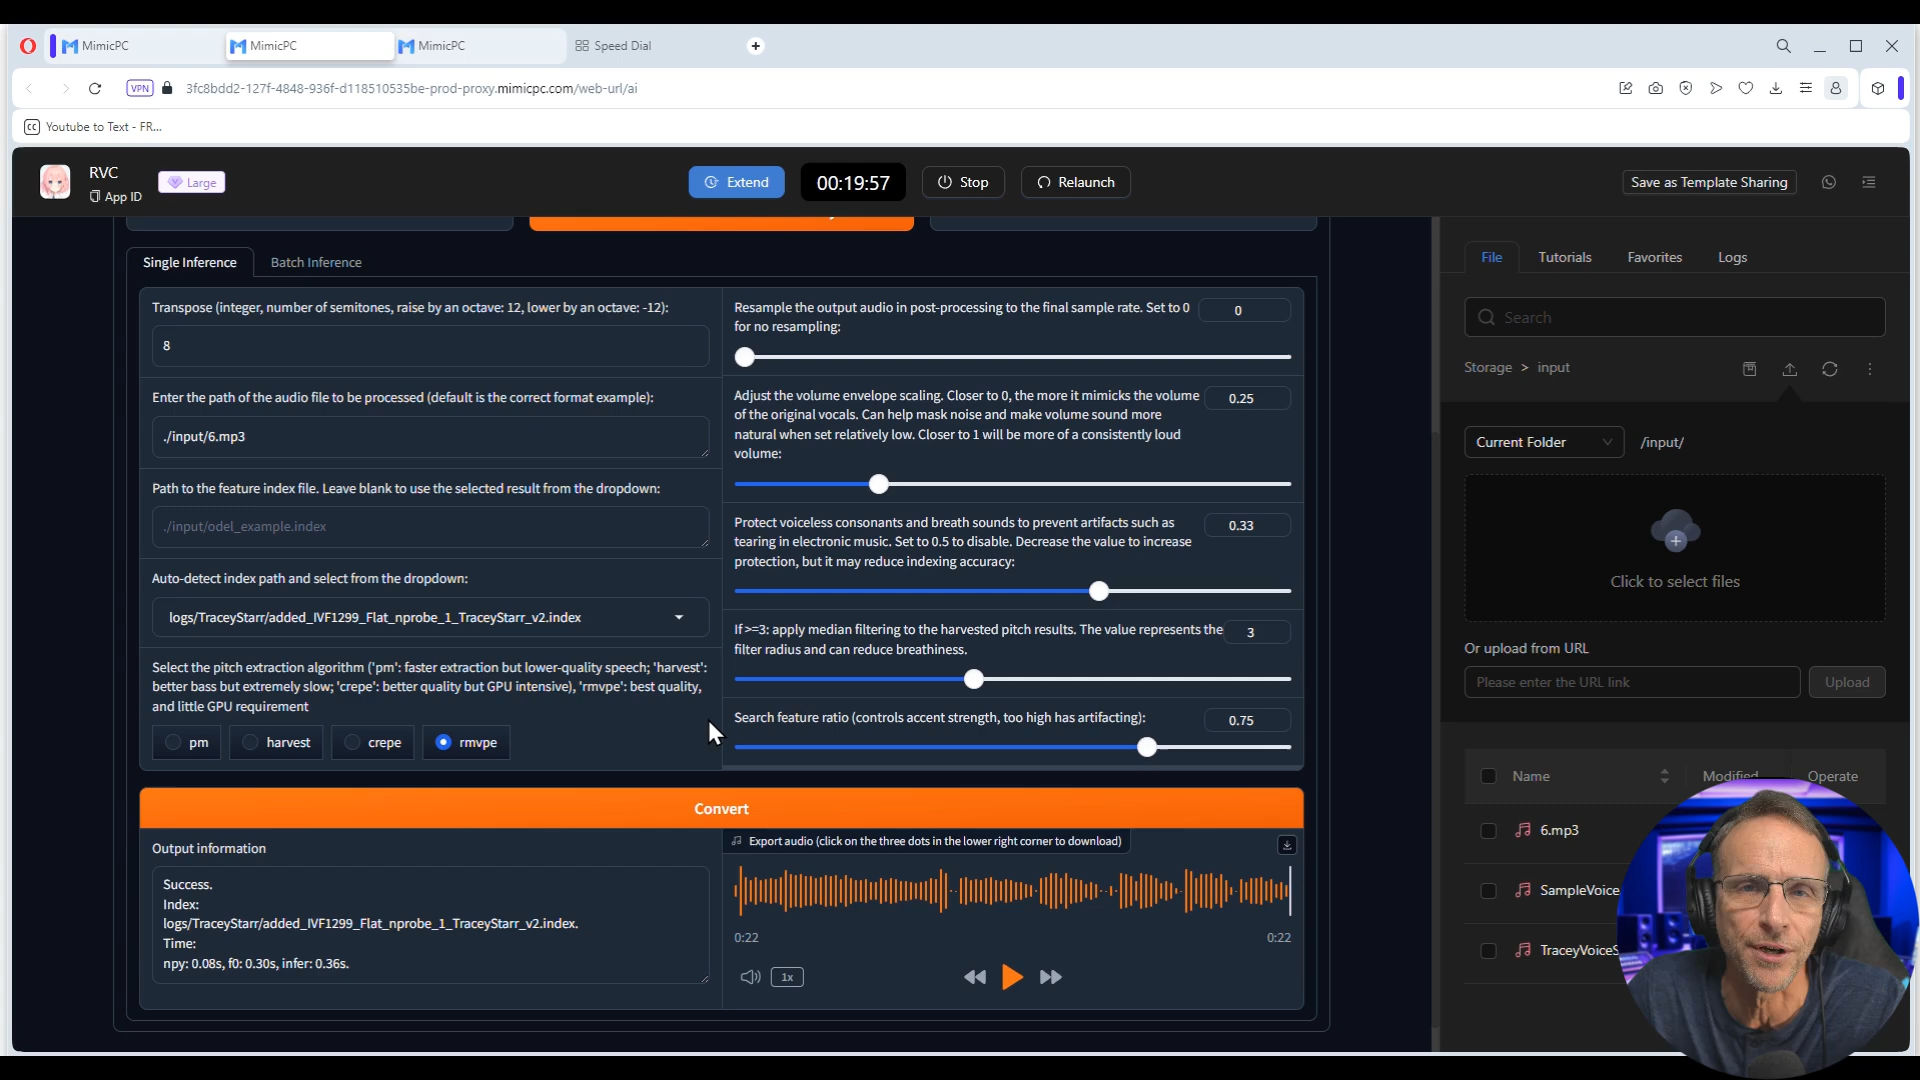 MimicPC
MimicPC
MimicPC
Speed Dial
VPN
3fc8bdd2-127f-4848-936f-d118510535be-prod-proxy.mimicpc.com/web-url/ai
CC Youtube to Text - FR...
RVC
App ID
Large
Extend
00:19:57
Stop
Relaunch
Save as Template Sharing
Single Inference
Batch Inference
Transpose (integer, number of semitones, raise by an octave: 12, lower by an octave: -12):
8
Enter the path of the audio file to be processed (default is the correct format example):
./input/6.mp3
Path to the feature index file. Leave blank to use the selected result from the dropdown:
./input/odel_example.index
Auto-detect index path and select from the dropdown:
logs/TraceyStarr/added_IVF1299_Flat_nprobe_1_TraceyStarr_v2.index
Select the pitch extraction algorithm ('pm': faster extraction but lower-quality speech; 'harvest':
better bass but extremely slow; 'crepe': better quality but GPU intensive), 'rmvpe': best quality,
and little GPU requirement
pm
harvest
crepe
rmvpe
Resample the output audio in post-processing to the final sample rate. Set to 0
for no resampling:
0
Adjust the volume envelope scaling. Closer to 0, the more it mimicks the volume
of the original vocals. Can help mask noise and make volume sound more
natural when set relatively low. Closer to 1 will be more of a consistently loud
volume:
0.25
Protect voiceless consonants and breath sounds to prevent artifacts such as
tearing in electronic music. Set to 0.5 to disable. Decrease the value to increase
protection, but it may reduce indexing accuracy:
0.33
If >=3: apply median filtering to the harvested pitch results. The value represents the
filter radius and can reduce breathiness.
3
Search feature ratio (controls accent strength, too high has artifacting):
0.75
Convert
Output information
Success.
Index:
logs/TraceyStarr/added_IVF1299_Flat_nprobe_1_TraceyStarr_v2.index.
Time:
npy: 0.08s, f0: 0.30s, infer: 0.36s.
Export audio (click on the three dots in the lower right corner to download)
0:22
0:22
1x
File
Tutorials
Favorites
Logs
Search
Storage > input
Current Folder
/input/
Click to select files
Or upload from URL
Please enter the URL link
Upload
Name
Modified
Operate
6.mp3
SampleVoice
TraceyVoiceS